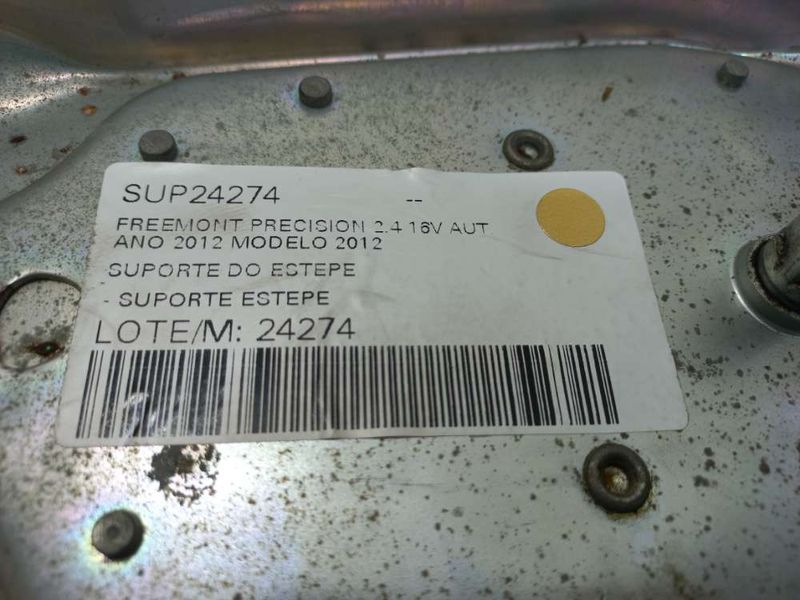 SUP24274 --
FREEMONT PRECISION 2.4 16V AUT
ANO 2012 MODELO 2012
SUPORTE DO ESTEPE
- SUPORTE ESTEPE
LOTE/M: 24274